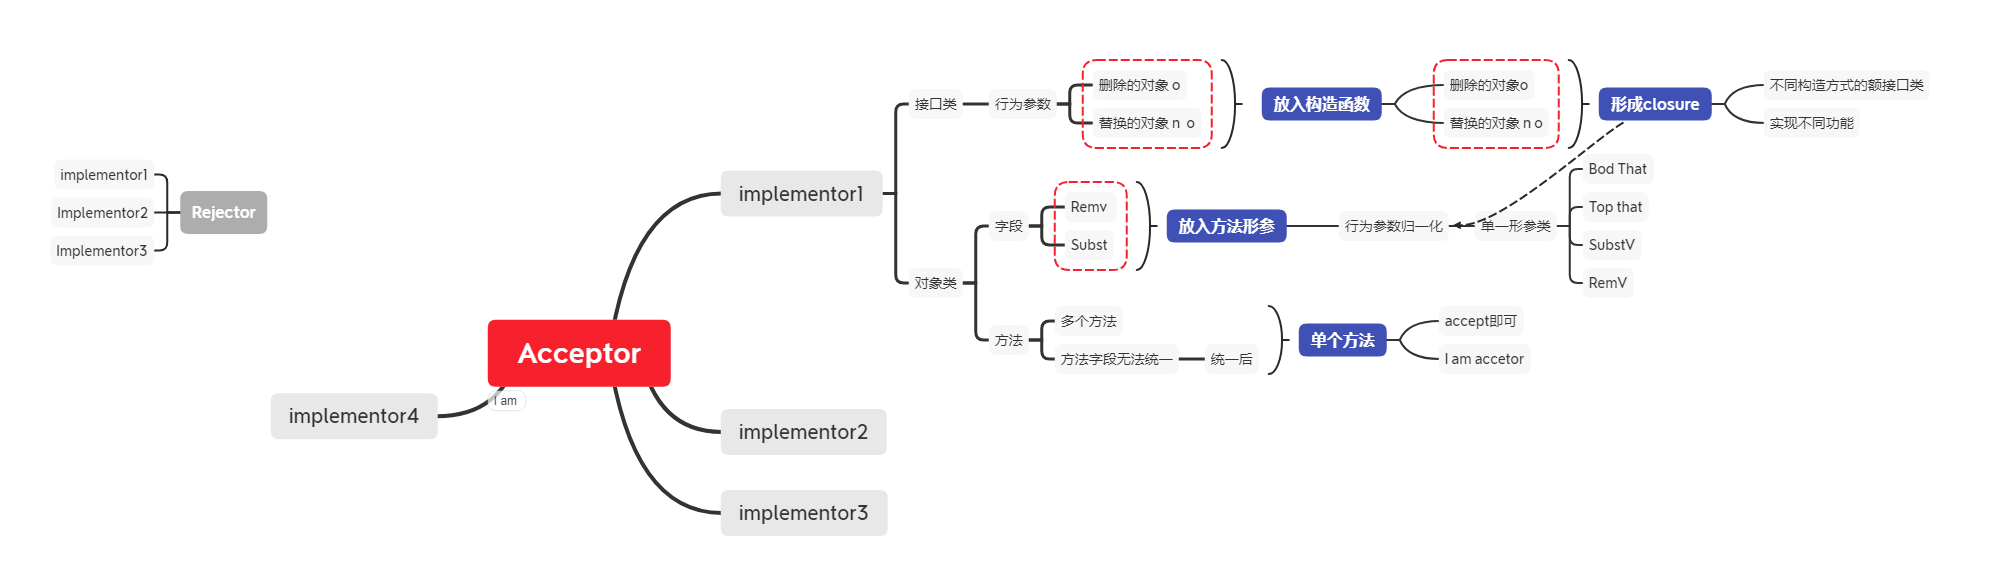 Acceptor
implementor1
接口类
行为参数
删除的对象 o
替换的对象 n  o
放入构造函数
删除的对象o
替换的对象 n o
形成closure
不同构造方式的额接口类
实现不同功能
对象类
字段
Remv
Subst
放入方法形参
行为参数归一化
单一形参类
Bod That
Top that
SubstV
RemV
方法
多个方法
方法字段无法统一
统一后
单个方法
accept即可
I am accetor
implementor2
implementor3
implementor4
I am
Rejector
implementor1
Implementor2
Implementor3